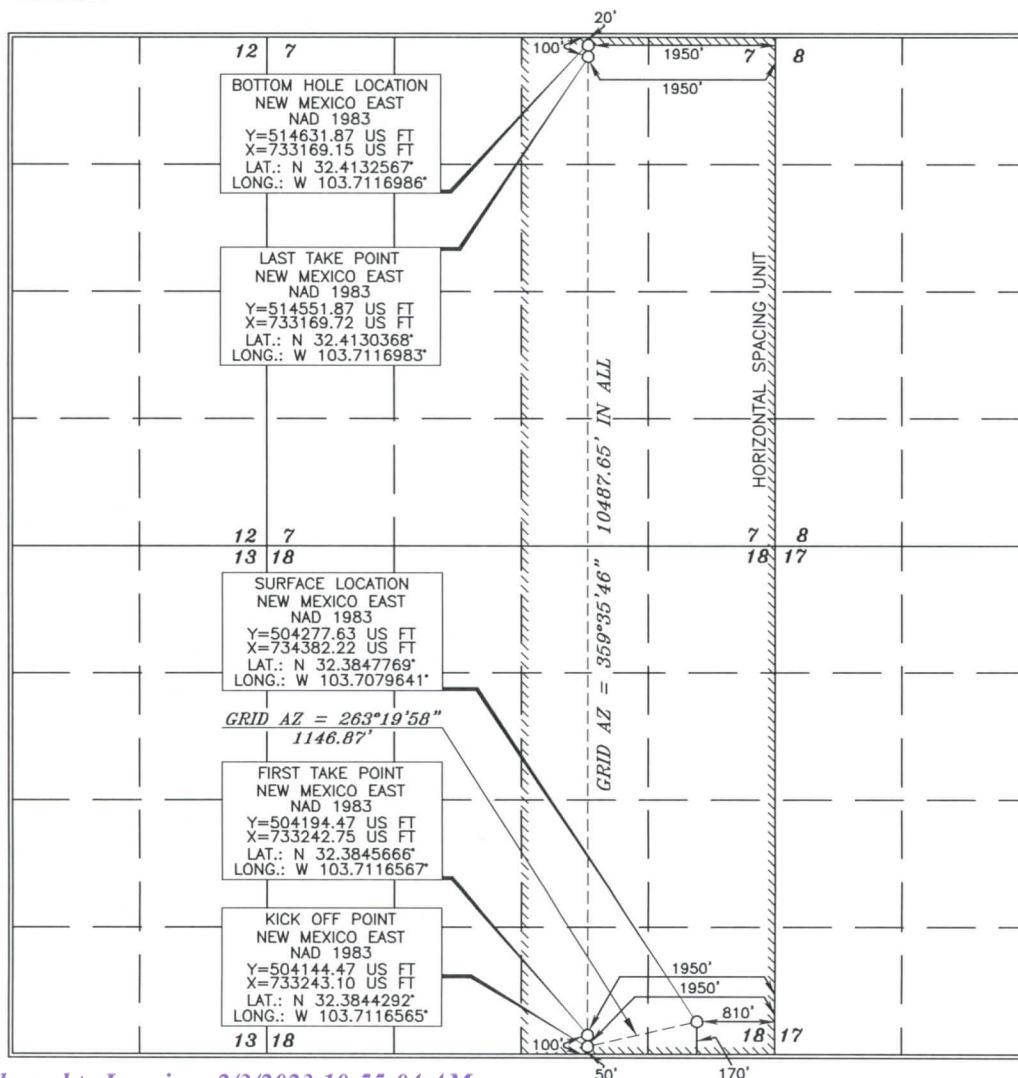 20'
12 7
100'
1950'
7 8
1950'
BOTTOM HOLE LOCATION
NEW MEXICO EAST
NAD 1983
Y=514631.87 US FT
X=733169.15 US FT
LAT.: N 32.4132567°
LONG.: W 103.7116986°
LAST TAKE POINT
NEW MEXICO EAST
NAD 1983
Y=514551.87 US FT
X=733169.72 US FT
LAT.: N 32.4130368°
LONG.: W 103.7116983°
HORIZONTAL SPACING UNIT
GRID AZ = 359°35'46" 10487.65' IN ALL
12 7
7 8
13 18
18 17
SURFACE LOCATION
NEW MEXICO EAST
NAD 1983
Y=504277.63 US FT
X=734382.22 US FT
LAT.: N 32.3847769°
LONG.: W 103.7079641°
GRID AZ = 263°19'58"
1146.87'
FIRST TAKE POINT
NEW MEXICO EAST
NAD 1983
Y=504194.47 US FT
X=733242.75 US FT
LAT.: N 32.3845666°
LONG.: W 103.7116567°
KICK OFF POINT
NEW MEXICO EAST
NAD 1983
Y=504144.47 US FT
X=733243.10 US FT
LAT.: N 32.3844292°
LONG.: W 103.7116565°
1950'
1950'
810'
13 18
100'
18 17
50'
170'
2/3/2023 10:55:04 AM